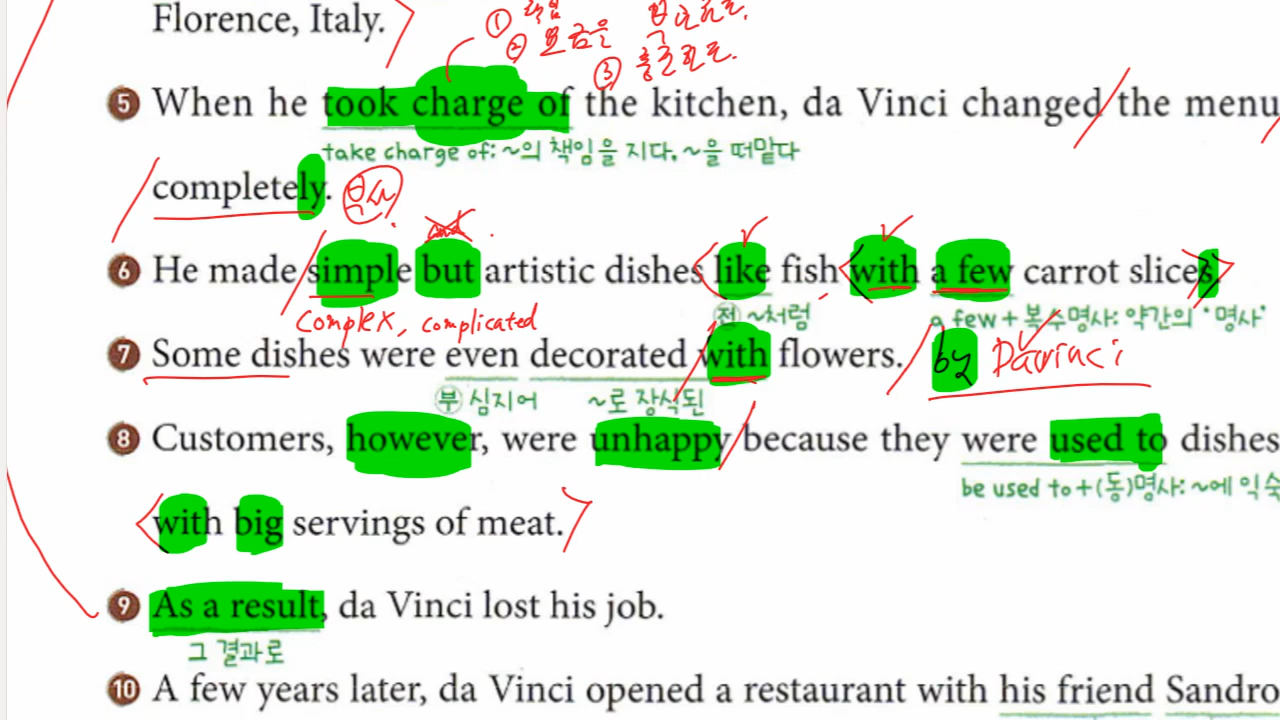 Florence, Italy.
① 책임
② 요금을 부과하다.
③ 충전하다.
5 When he took charge of the kitchen, da Vinci changed the menu
take charge of: ~의 책임을 지다, ~을 떠맡다
completely. 부사
and
6 He made simple but artistic dishes like fish with a few carrot slices
complex, complicated
전 ~처럼
a few + 복수명사: 약간의 '명사'
7 Some dishes were even decorated with flowers. by Davinci
부 심지어
~로 장식된
8 Customers, however, were unhappy because they were used to dishes
be used to+(동)명사: ~에 익숙
with big servings of meat.
9 As a result, da Vinci lost his job.
그 결과로
10 A few years later, da Vinci opened a restaurant with his friend Sandro